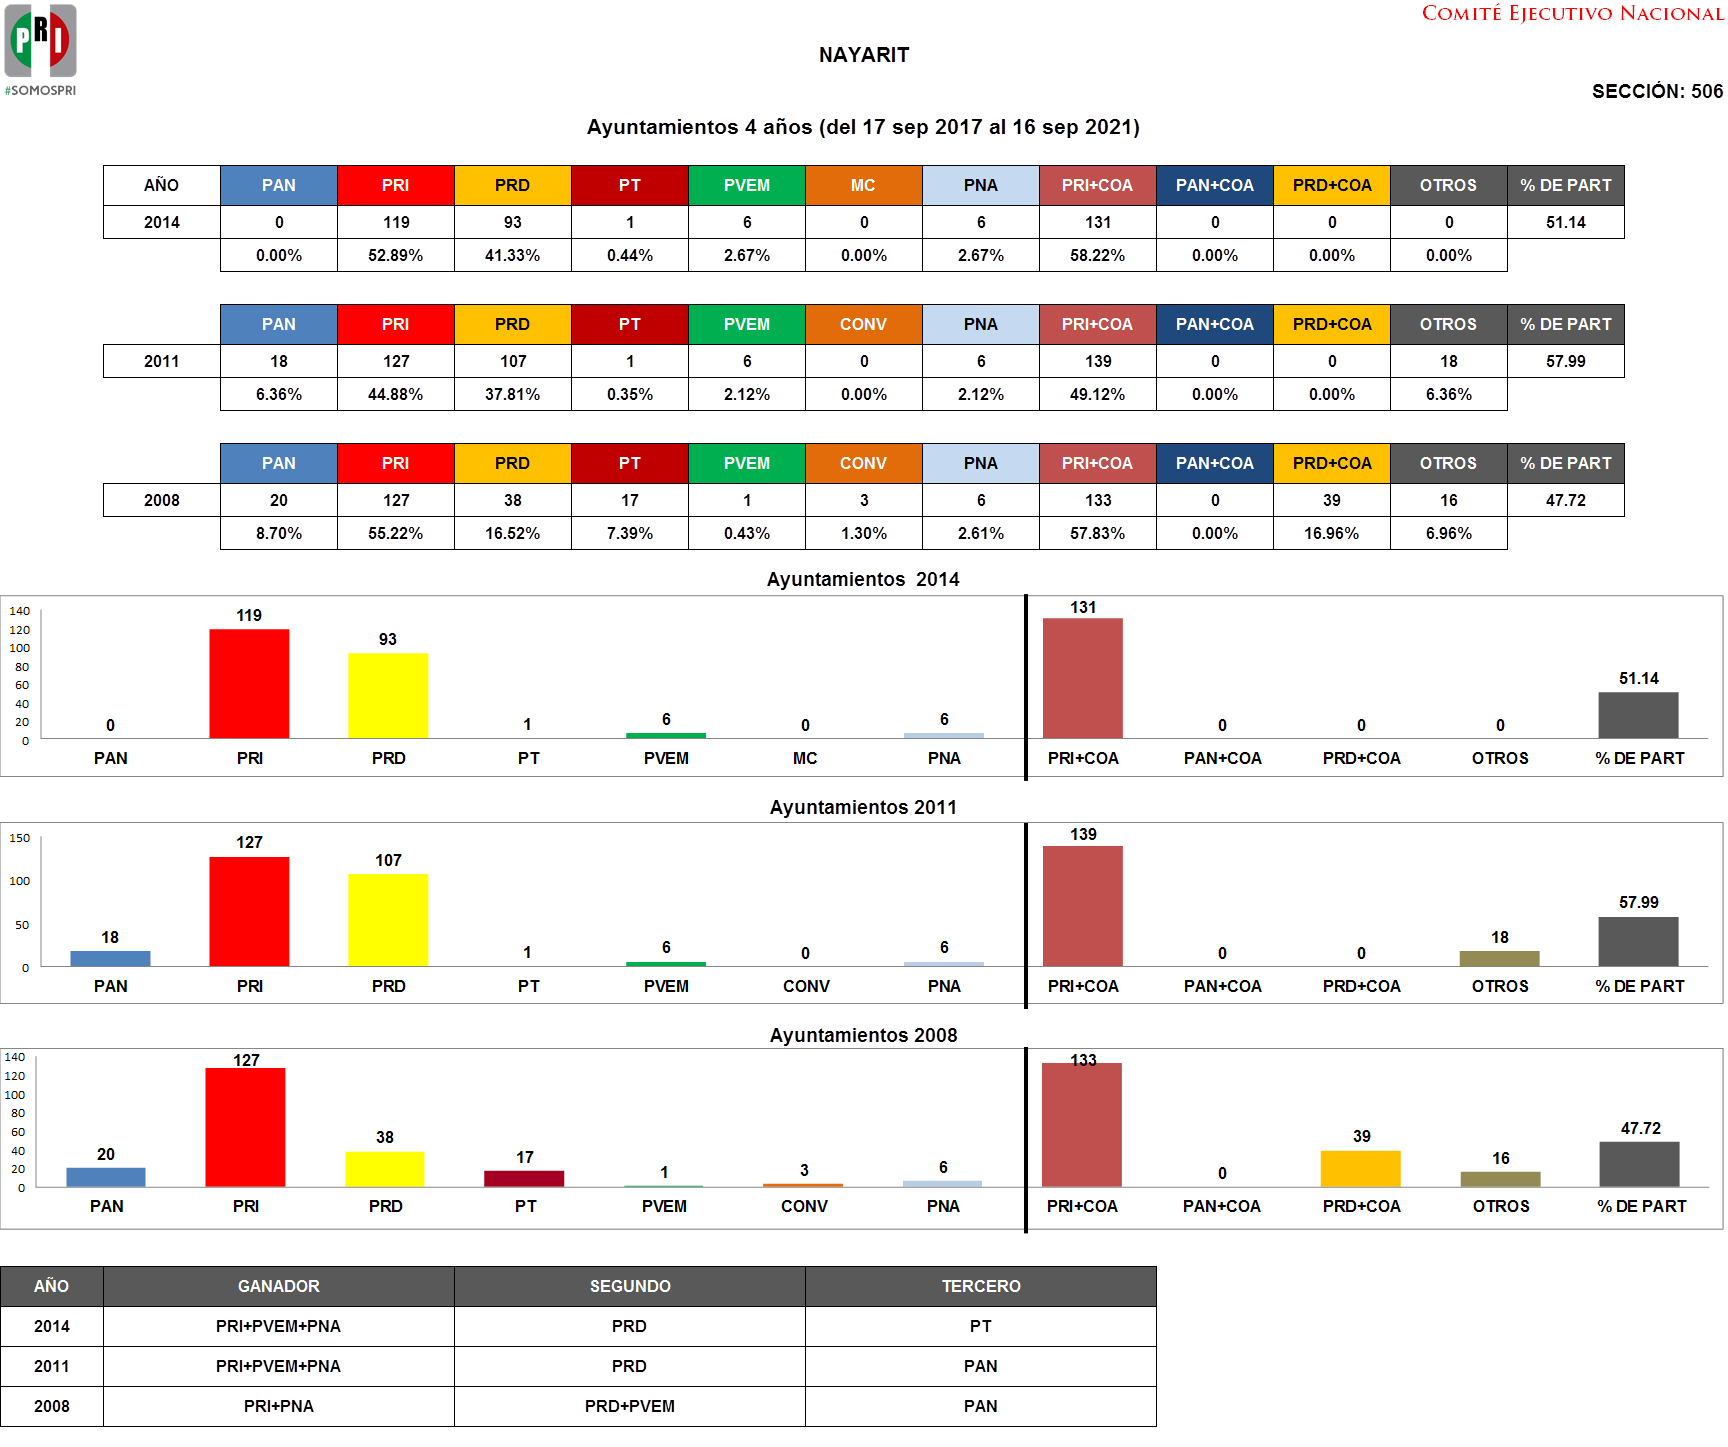 PRI
#SOMOSPRI
COMITÉ EJECUTIVO NACIONAL
NAYARIT
SECCIÓN: 506
Ayuntamientos 4 años (del 17 sep 2017 al 16 sep 2021)
AÑO PAN PRI PRD PT PVEM MC PNA PRI+COA PAN+COA PRD+COA OTROS % DE PART
2014 0 119 93 1 6 0 6 131 0 0 0 51.14
0.00% 52.89% 41.33% 0.44% 2.67% 0.00% 2.67% 58.22% 0.00% 0.00% 0.00%
PAN PRI PRD PT PVEM CONV PNA PRI+COA PAN+COA PRD+COA OTROS % DE PART
2011 18 127 107 1 6 0 6 139 0 0 18 57.99
6.36% 44.88% 37.81% 0.35% 2.12% 0.00% 2.12% 49.12% 0.00% 0.00% 6.36%
PAN PRI PRD PT PVEM CONV PNA PRI+COA PAN+COA PRD+COA OTROS % DE PART
2008 20 127 38 17 1 3 6 133 0 39 16 47.72
8.70% 55.22% 16.52% 7.39% 0.43% 1.30% 2.61% 57.83% 0.00% 16.96% 6.96%
Ayuntamientos 2014
140
120
100
80
60
40
20
0
0 119 93 1 6 0 6 131 0 0 0 51.14
PAN PRI PRD PT PVEM MC PNA PRI+COA PAN+COA PRD+COA OTROS % DE PART
Ayuntamientos 2011
150
100
50
0
18 127 107 1 6 0 6 139 0 0 18 57.99
PAN PRI PRD PT PVEM CONV PNA PRI+COA PAN+COA PRD+COA OTROS % DE PART
Ayuntamientos 2008
140
120
100
80
60
40
20
0
20 127 38 17 1 3 6 133 0 39 16 47.72
PAN PRI PRD PT PVEM CONV PNA PRI+COA PAN+COA PRD+COA OTROS % DE PART
AÑO GANADOR SEGUNDO TERCERO
2014 PRI+PVEM+PNA PRD PT
2011 PRI+PVEM+PNA PRD PAN
2008 PRI+PNA PRD+PVEM PAN